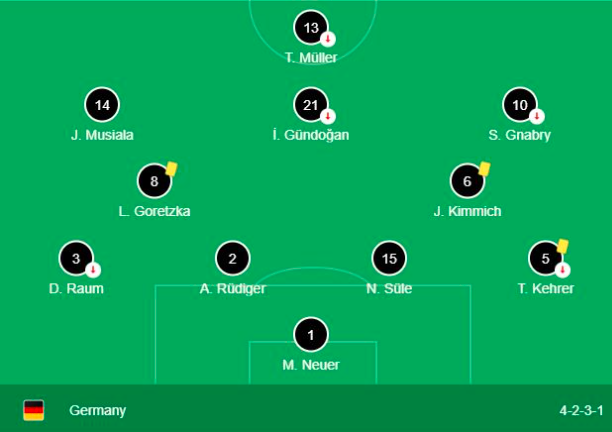 13
T. Müller
14
21
10
J. Musiala
İ. Gündoğan
S. Gnabry
8
6
L. Goretzka
J. Kimmich
3
2
15
5
D. Raum
A. Rüdiger
N. Süle
T. Kehrer
1
M. Neuer
Germany
4-2-3-1